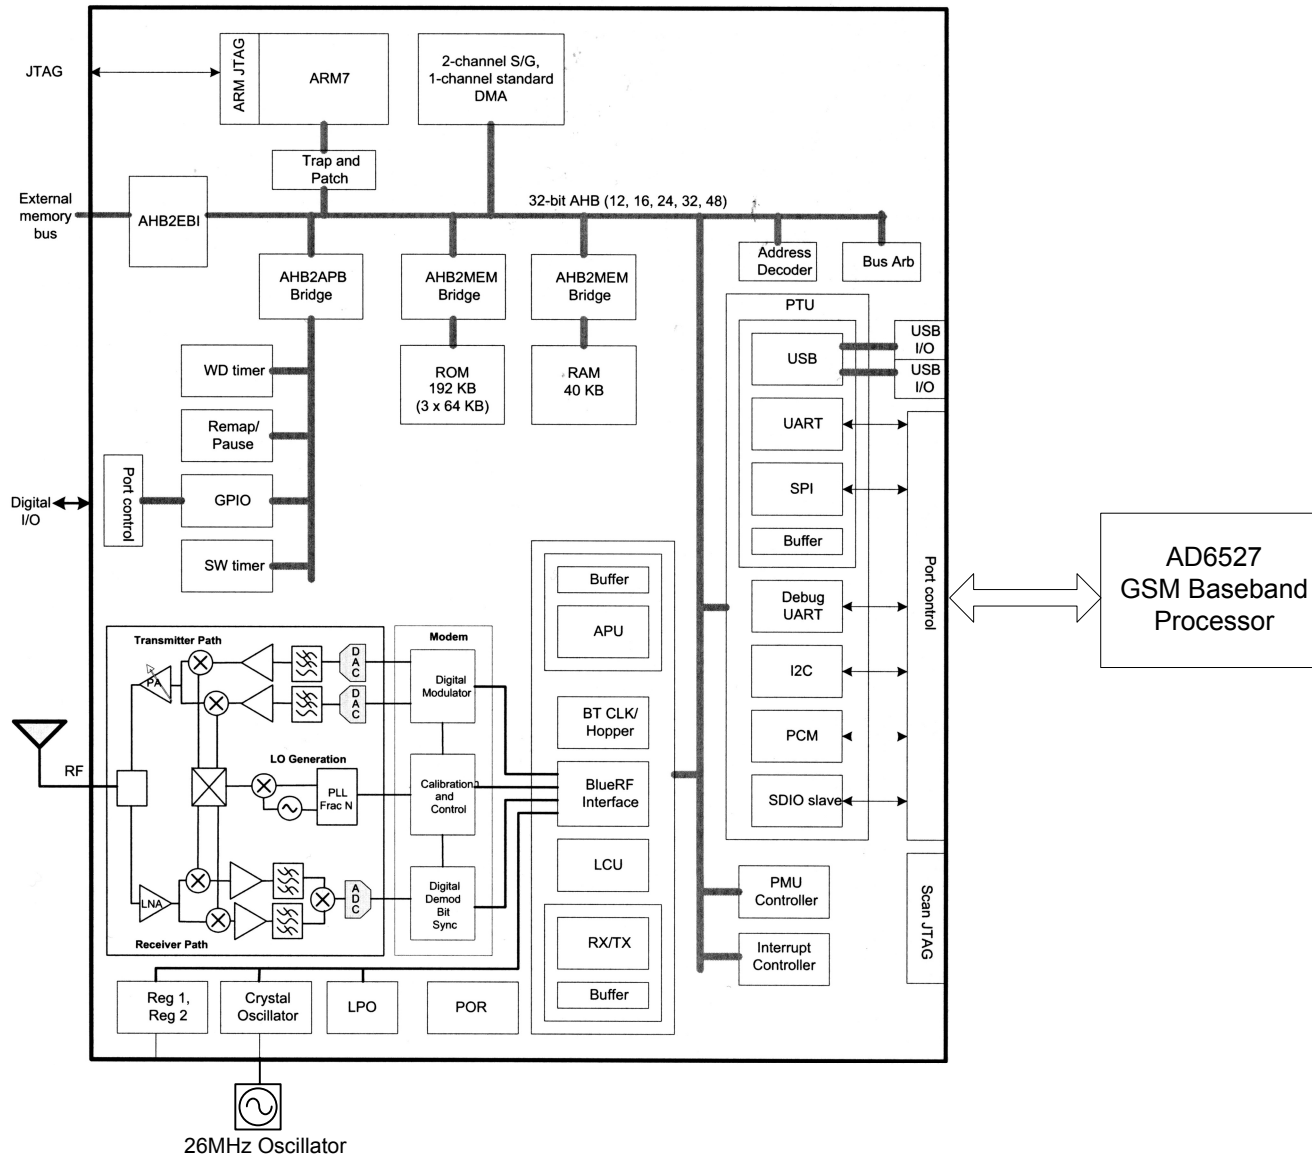 JTAG
ARM JTAG
ARM7
2-channel S/G,
1-channel standard
DMA
Trap and
Patch
External
memory
bus
AHB2EBI
32-bit AHB (12, 16, 24, 32, 48)
AHB2APB
Bridge
AHB2MEM
Bridge
AHB2MEM
Bridge
Address
Decoder
Bus Arb
PTU
USB
USB
I/O
USB
I/O
WD timer
ROM
192 KB
(3 x 64 KB)
RAM
40 KB
Remap/
Pause
UART
Port control
GPIO
SPI
Digital
I/O
SW timer
Buffer
Port control
AD6527
GSM Baseband
Processor
Buffer
APU
Debug
UART
I2C
Transmitter Path
Modem
PA
DAC
DAC
Digital
Modulator
BT CLK/
Hopper
PCM
RF
LO Generation
PLL
Frac N
Calibration
and
Control
BlueRF
Interface
SDIO slave
LCU
LNA
ADC
Digital
Demod
Bit
Sync
PMU
Controller
Scan JTAG
Receiver Path
RX/TX
Interrupt
Controller
Reg 1,
Reg 2
Crystal
Oscillator
LPO
POR
Buffer
26MHz Oscillator